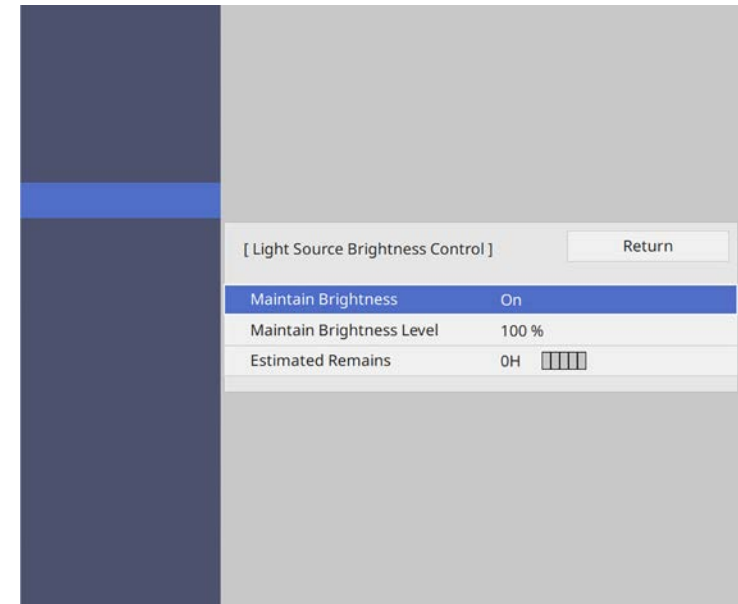 [ Light Source Brightness Control ] Return
Maintain Brightness On
Maintain Brightness Level 100 %
Estimated Remains 0H